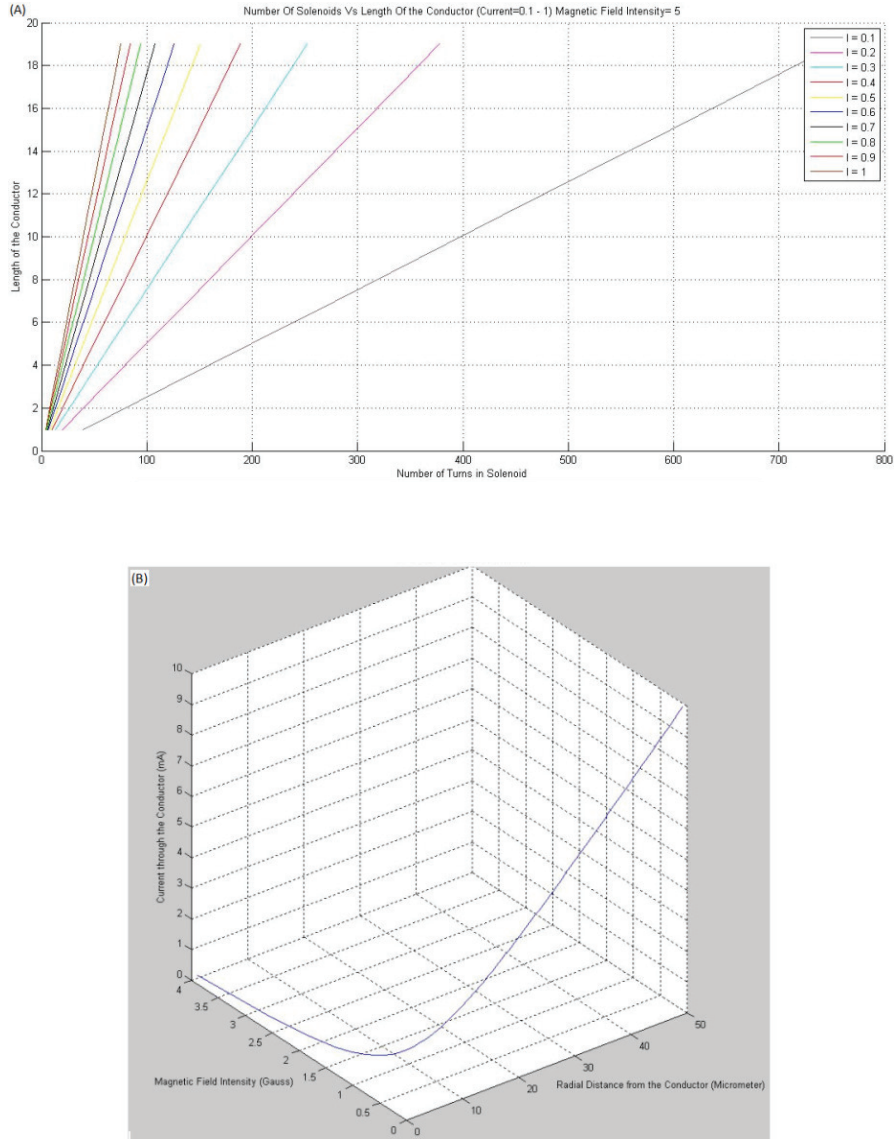 (A)
Number Of Solenoids Vs Length Of the Conductor (Current=0.1 - 1) Magnetic Field Intensity= 5
20
18
16
14
12
10
8
6
4
2
0
Length of the Conductor
I = 0.1
I = 0.2
I = 0.3
I = 0.4
I = 0.5
I = 0.6
I = 0.7
I = 0.8
I = 0.9
I = 1
0 100 200 300 400 500 600 700 800
Number of Turns in Solenoid
(B)
10
9
8
7
6
5
4
3
2
1
0
Current through the Conductor (mA)
4
3.5
3
2.5
2
1.5
1
0.5
0
Magnetic Field Intensity (Gauss)
0
10
20
30
40
50
Radial Distance from the Conductor (Micrometer)